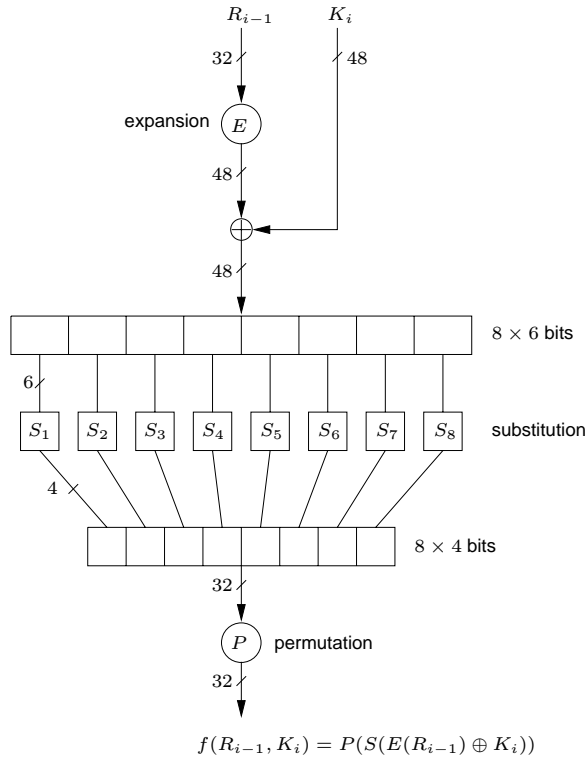 R_{i−1} K_i
32 48
expansion E
48
48
8 × 6 bits
6
S_1 S_2 S_3 S_4 S_5 S_6 S_7 S_8 substitution
4
8 × 4 bits
32
P permutation
32
f(R_{i−1}, K_i) = P(S(E(R_{i−1}) ⊕ K_i))